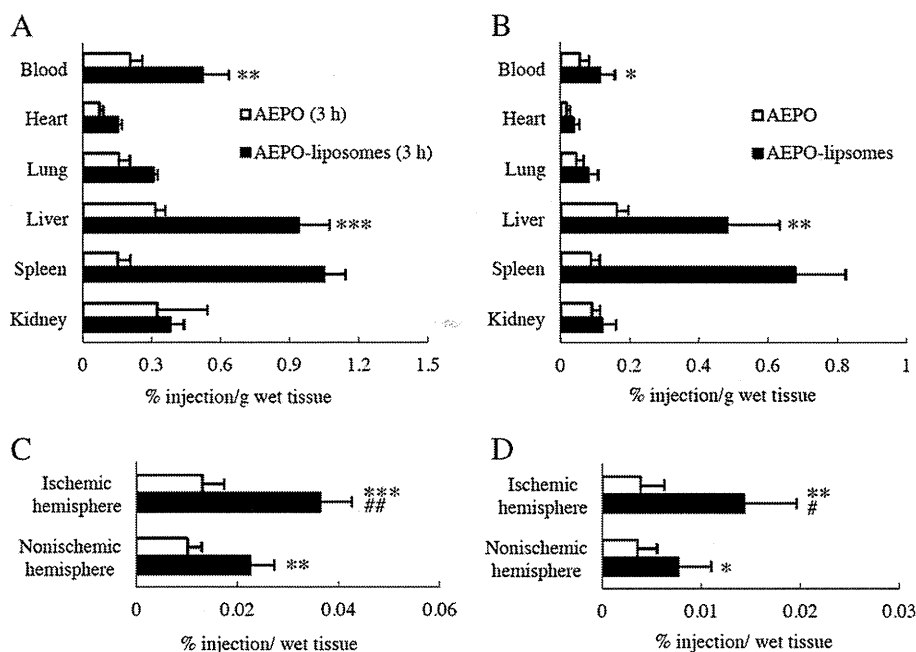 A
Blood
**
Heart
AEPO (3 h)
AEPO-liposomes (3 h)
Lung
Liver
***
Spleen
Kidney
0 0.3 0.6 0.9 1.2 1.5
% injection/g wet tissue
B
Blood
*
Heart
AEPO
AEPO-lipsomes
Lung
Liver
**
Spleen
Kidney
0 0.2 0.4 0.6 0.8 1
% injection/g wet tissue
C
Ischemic
hemisphere
***
##
Nonischemic
hemisphere
**
0 0.02 0.04 0.06
% injection/ wet tissue
D
Ischemic
hemisphere
**
#
Nonischemic
hemisphere
*
0 0.01 0.02 0.03
% injection/ wet tissue